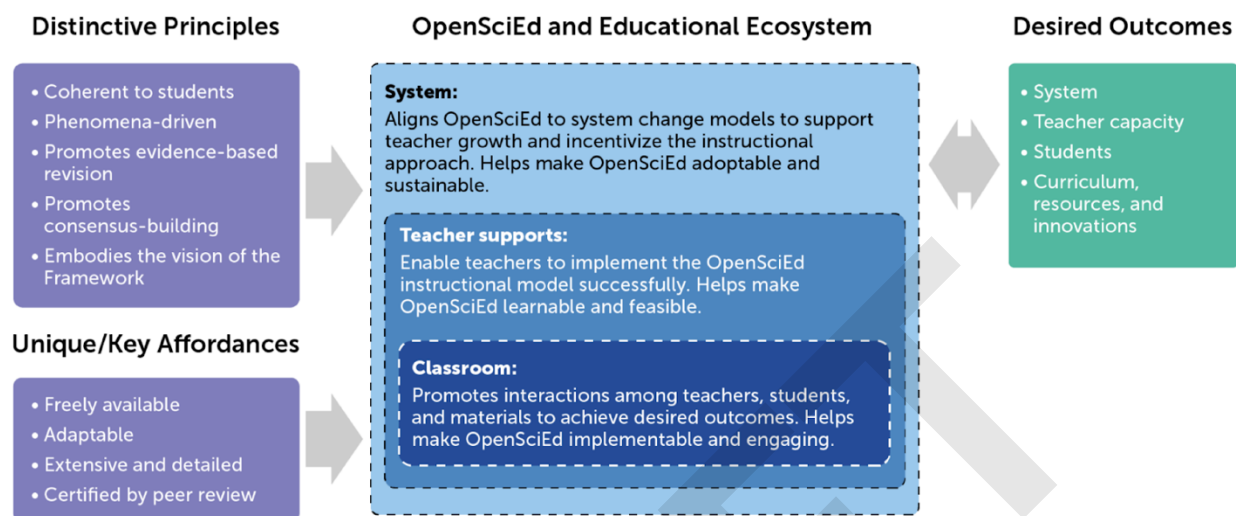 Distinctive Principles
• Coherent to students
• Phenomena-driven
• Promotes evidence-based
revision
• Promotes
consensus-building
• Embodies the vision of the
Framework
Unique/Key Affordances
• Freely available
• Adaptable
• Extensive and detailed
• Certified by peer review
OpenSciEd and Educational Ecosystem
System:
Aligns OpenSciEd to system change models to support
teacher growth and incentivize the instructional
approach. Helps make OpenSciEd adoptable and
sustainable.
Teacher supports:
Enable teachers to implement the OpenSciEd
instructional model successfully. Helps make
OpenSciEd learnable and feasible.
Classroom:
Promotes interactions among teachers, students,
and materials to achieve desired outcomes. Helps
make OpenSciEd implementable and engaging.
Desired Outcomes
• System
• Teacher capacity
• Students
• Curriculum,
resources, and
innovations